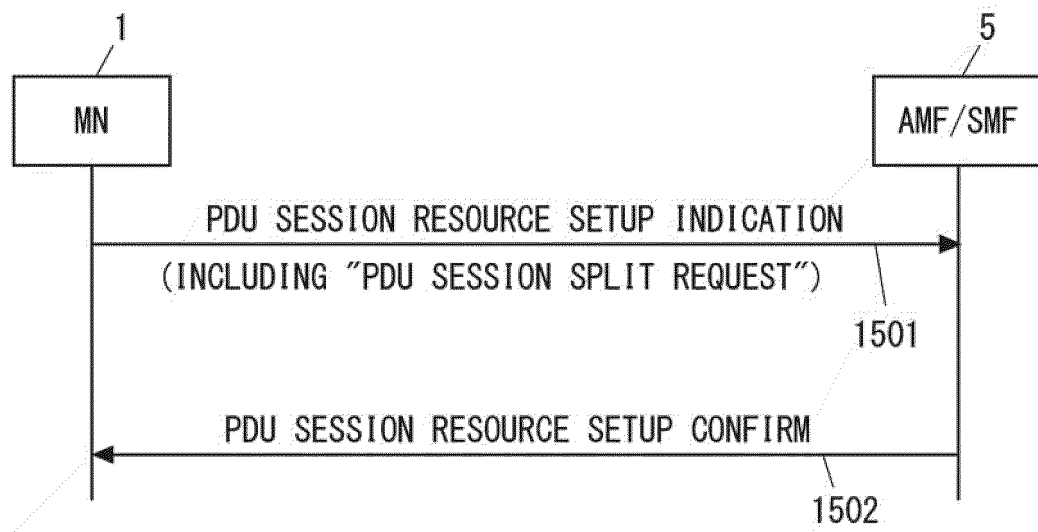 1
5
MN
AMF/SMF
PDU SESSION RESOURCE SETUP INDICATION
(INCLUDING "PDU SESSION SPLIT REQUEST")
1501
PDU SESSION RESOURCE SETUP CONFIRM
1502